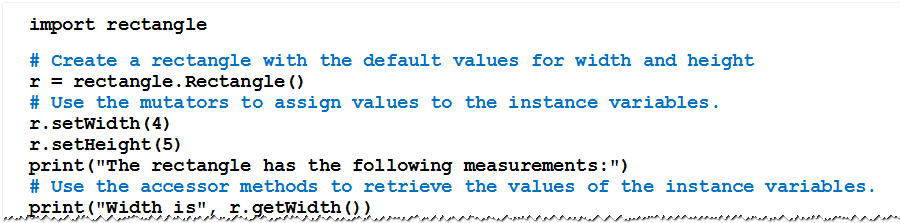 import rectangle
# Create a rectangle with the default values for width and height
r = rectangle.Rectangle()
# Use the mutators to assign values to the instance variables.
r.setWidth(4)
r.setHeight(5)
print("The rectangle has the following measurements:")
# Use the accessor methods to retrieve the values of the instance variables.
print("Width is", r.getWidth())